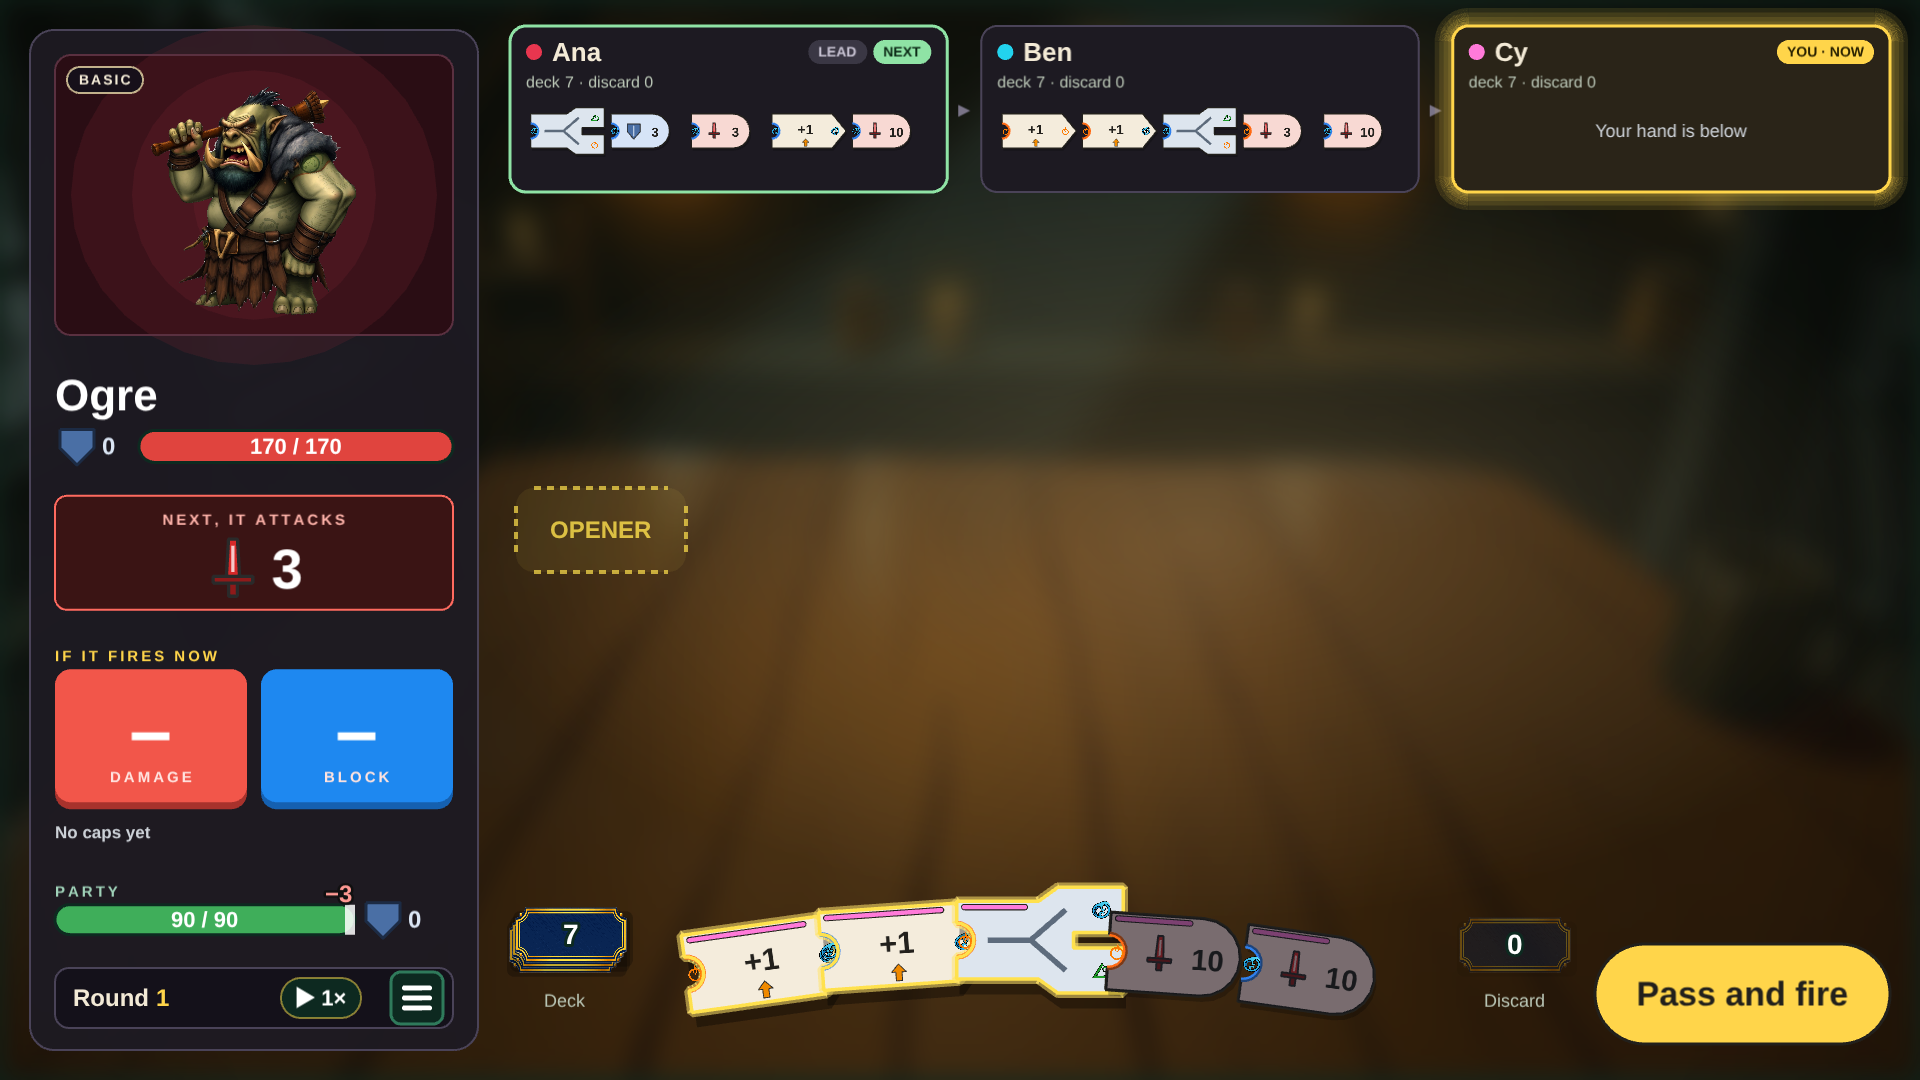 BASIC
Ogre
0
170 / 170
NEXT, IT ATTACKS
3
IF IT FIRES NOW
–
DAMAGE
–
BLOCK
No caps yet
PARTY
−3
90 / 90
0
Round 1
1×
Ana
LEAD
NEXT
deck 7 · discard 0
3
3
+1
10
Ben
deck 7 · discard 0
+1
+1
3
10
Cy
YOU · NOW
deck 7 · discard 0
Your hand is below
OPENER
7
Deck
+1
+1
10
10
0
Discard
Pass and fire